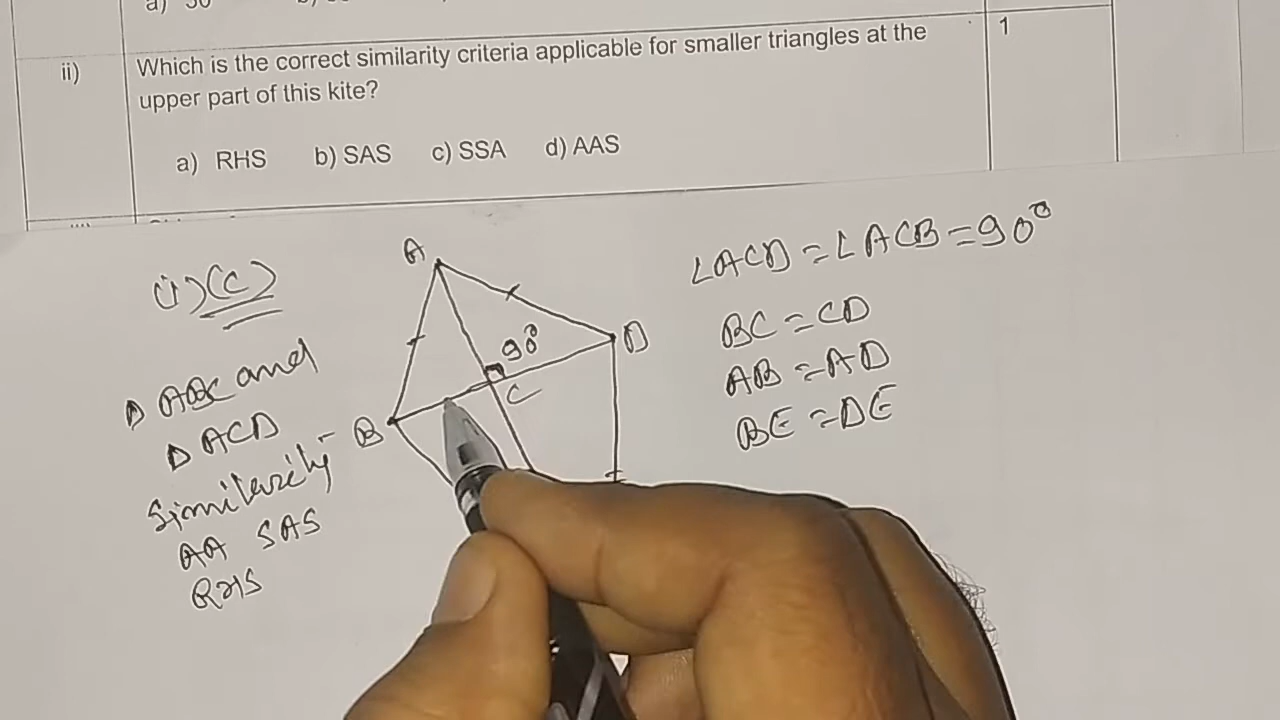 ii)
Which is the correct similarity criteria applicable for smaller triangles at the
upper part of this kite?
1
a) RHS b) SAS c) SSA d) AAS
(i)(c)
Δ ABC and
Δ ACD
Similarity
AA SAS
RHS
A
B
C
D
90°
∠ACD = ∠ACB = 90°
BC = CD
AB = AD
BE = DE